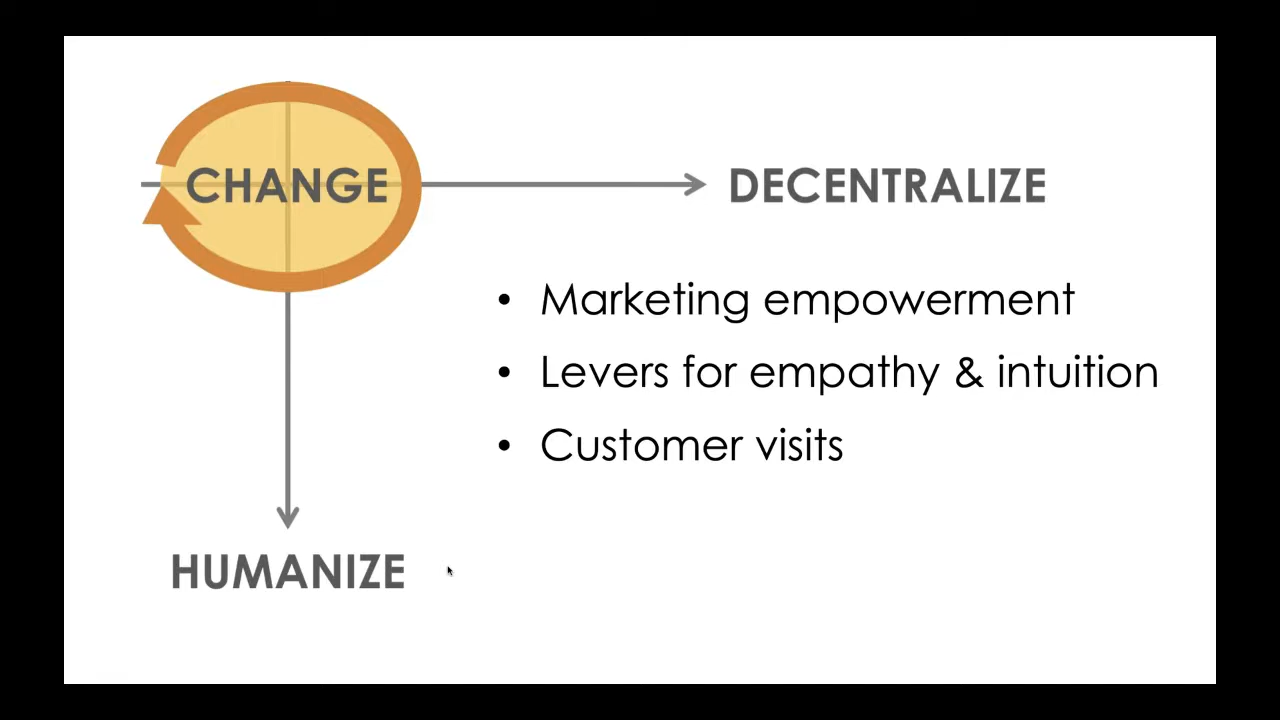 CHANGE
DECENTRALIZE
• Marketing empowerment
• Levers for empathy & intuition
• Customer visits
HUMANIZE